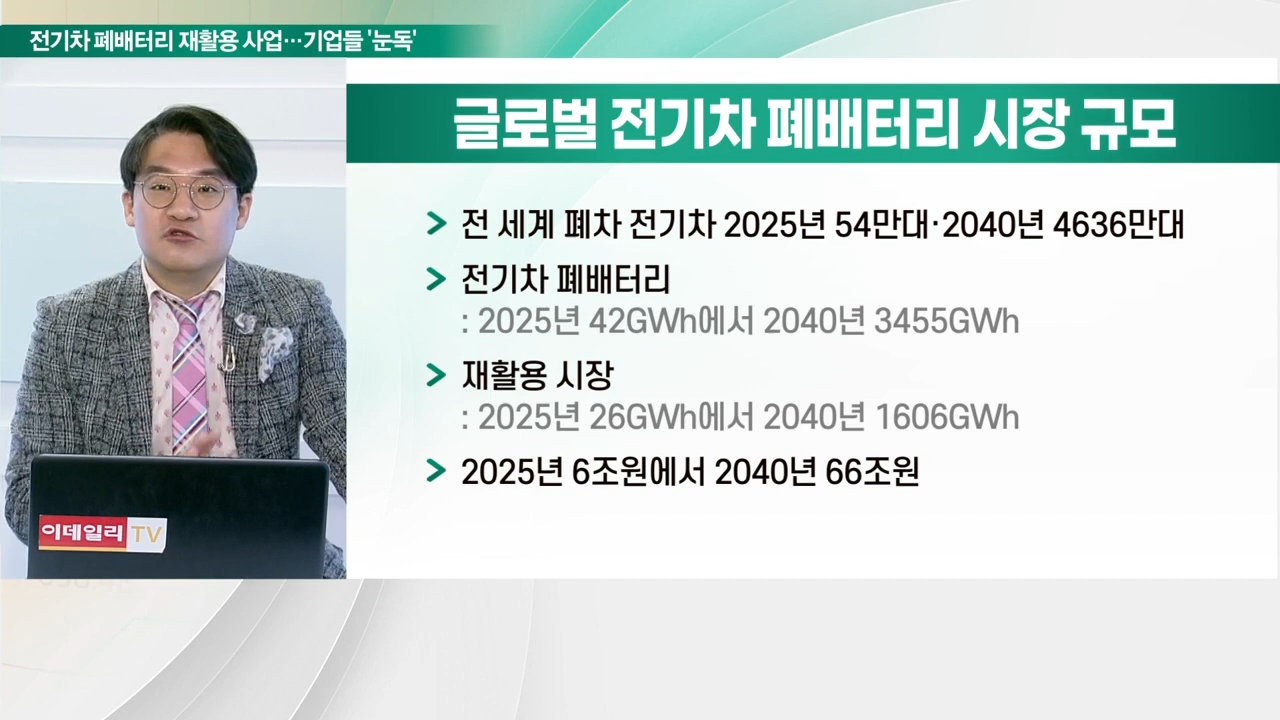 전기차 폐배터리 재활용 사업…기업들 '눈독'
글로벌 전기차 폐배터리 시장 규모
> 전 세계 폐차 전기차 2025년 54만대·2040년 4636만대
> 전기차 폐배터리
: 2025년 42GWh에서 2040년 3455GWh
> 재활용 시장
: 2025년 26GWh에서 2040년 1606GWh
> 2025년 6조원에서 2040년 66조원
이데일리 TV